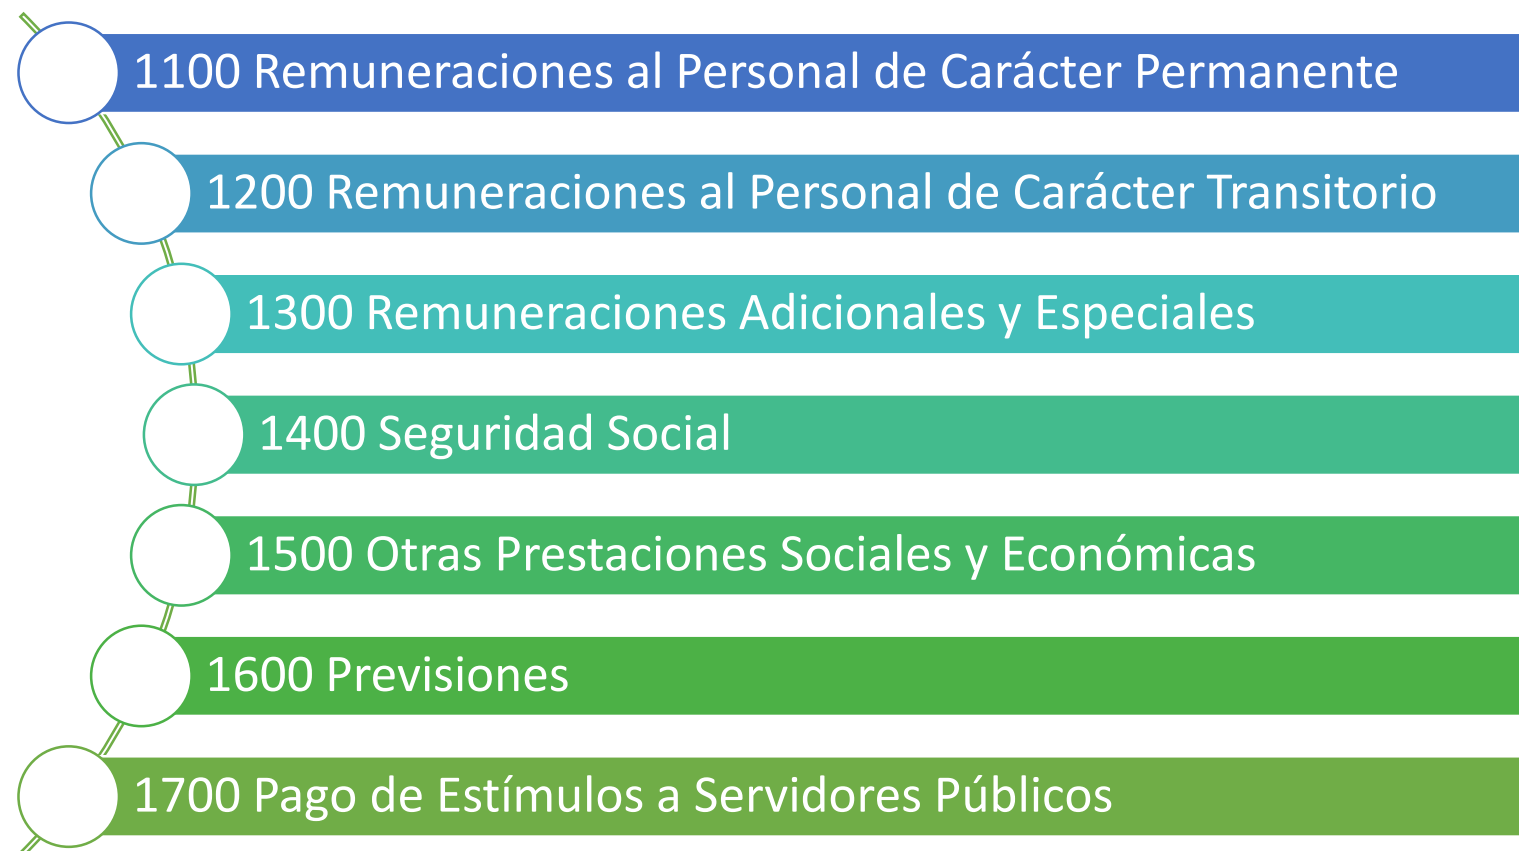 1100 Remuneraciones al Personal de Carácter Permanente
1200 Remuneraciones al Personal de Carácter Transitorio
1300 Remuneraciones Adicionales y Especiales
1400 Seguridad Social
1500 Otras Prestaciones Sociales y Económicas
1600 Previsiones
1700 Pago de Estímulos a Servidores Públicos